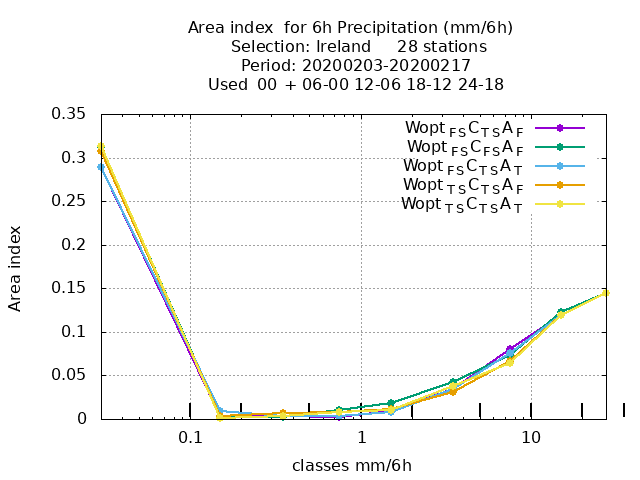 Area index  for 6h Precipitation (mm/6h)
Selection: Ireland     28 stations
Period: 20200203-20200217
Used  00  + 06-00 12-06 18-12 24-18
Area index
0.35
0.3
0.25
0.2
0.15
0.1
0.05
0
Wopt FS C TS A F
Wopt FS C FS A F
Wopt FS C TS A T
Wopt TS C TS A F
Wopt TS C TS A T
0.1 1 10
classes mm/6h